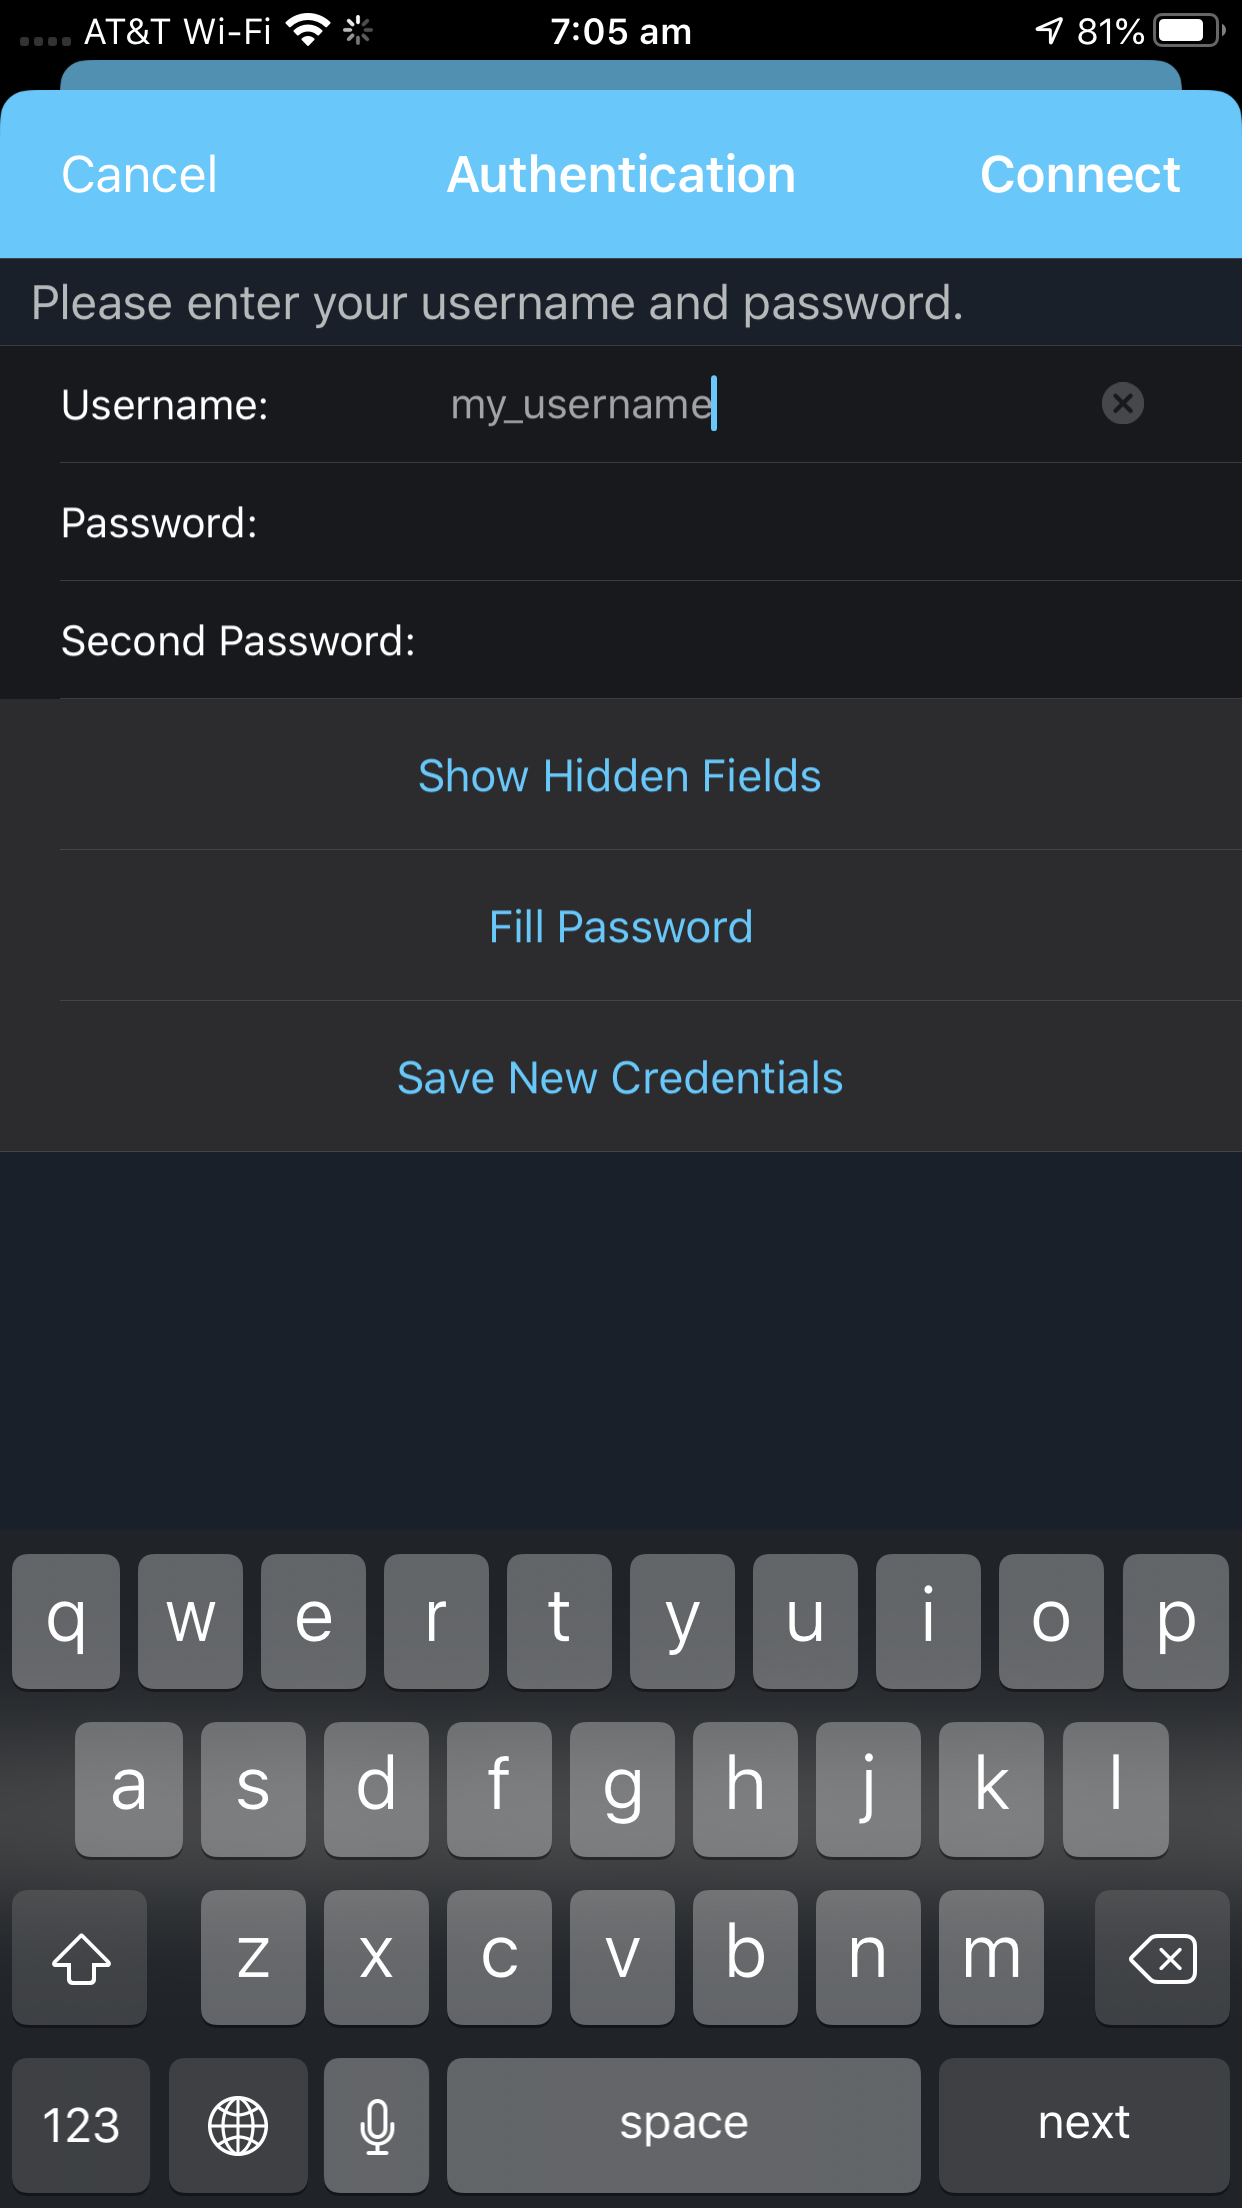 AT&T Wi-Fi 7:05 am 81%
Cancel Authentication Connect
Please enter your username and password.
Username: my_username
Password:
Second Password:
Show Hidden Fields
Fill Password
Save New Credentials
q w e r t y u i o p
a s d f g h j k l
z x c v b n m
123 space next